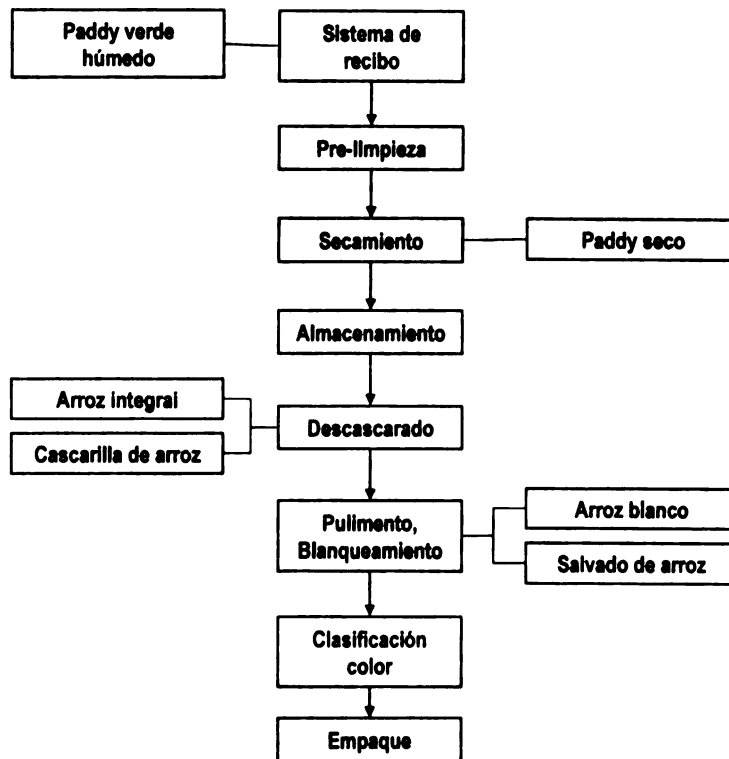 Paddy verde
húmedo
Sistema de
recibo
Pre-limpieza
Secamiento
Paddy seco
Almacenamiento
Arroz integral
Cascarilla de arroz
Descascarado
Pulimento,
Blanqueamiento
Arroz blanco
Salvado de arroz
Clasificación
color
Empaque